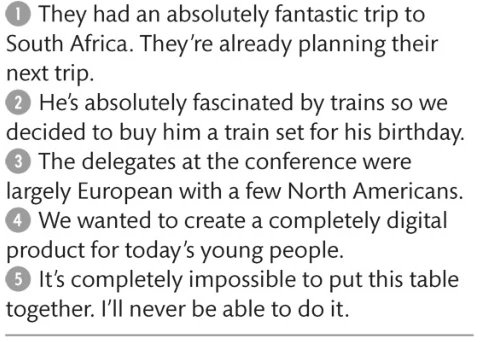 1 They had an absolutely fantastic trip to
South Africa. They’re already planning their
next trip.
2 He’s absolutely fascinated by trains so we
decided to buy him a train set for his birthday.
3 The delegates at the conference were
largely European with a few North Americans.
4 We wanted to create a completely digital
product for today’s young people.
5 It’s completely impossible to put this table
together. I’ll never be able to do it.